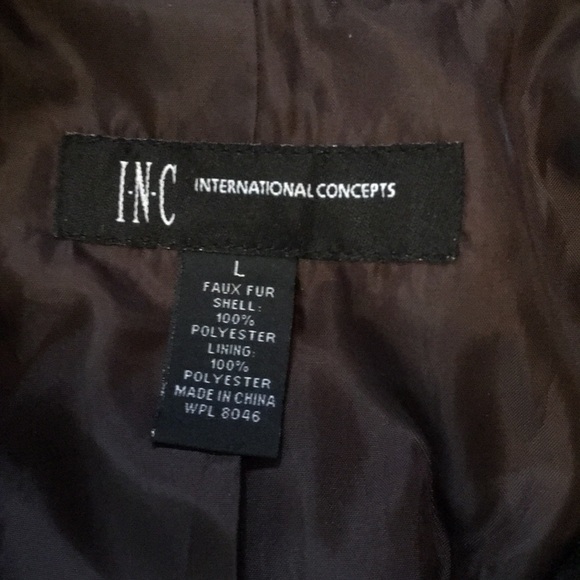 I·N·C INTERNATIONAL CONCEPTS
L
FAUX FUR
SHELL:
100%
POLYESTER
LINING:
100%
POLYESTER
MADE IN CHINA
WPL 8046